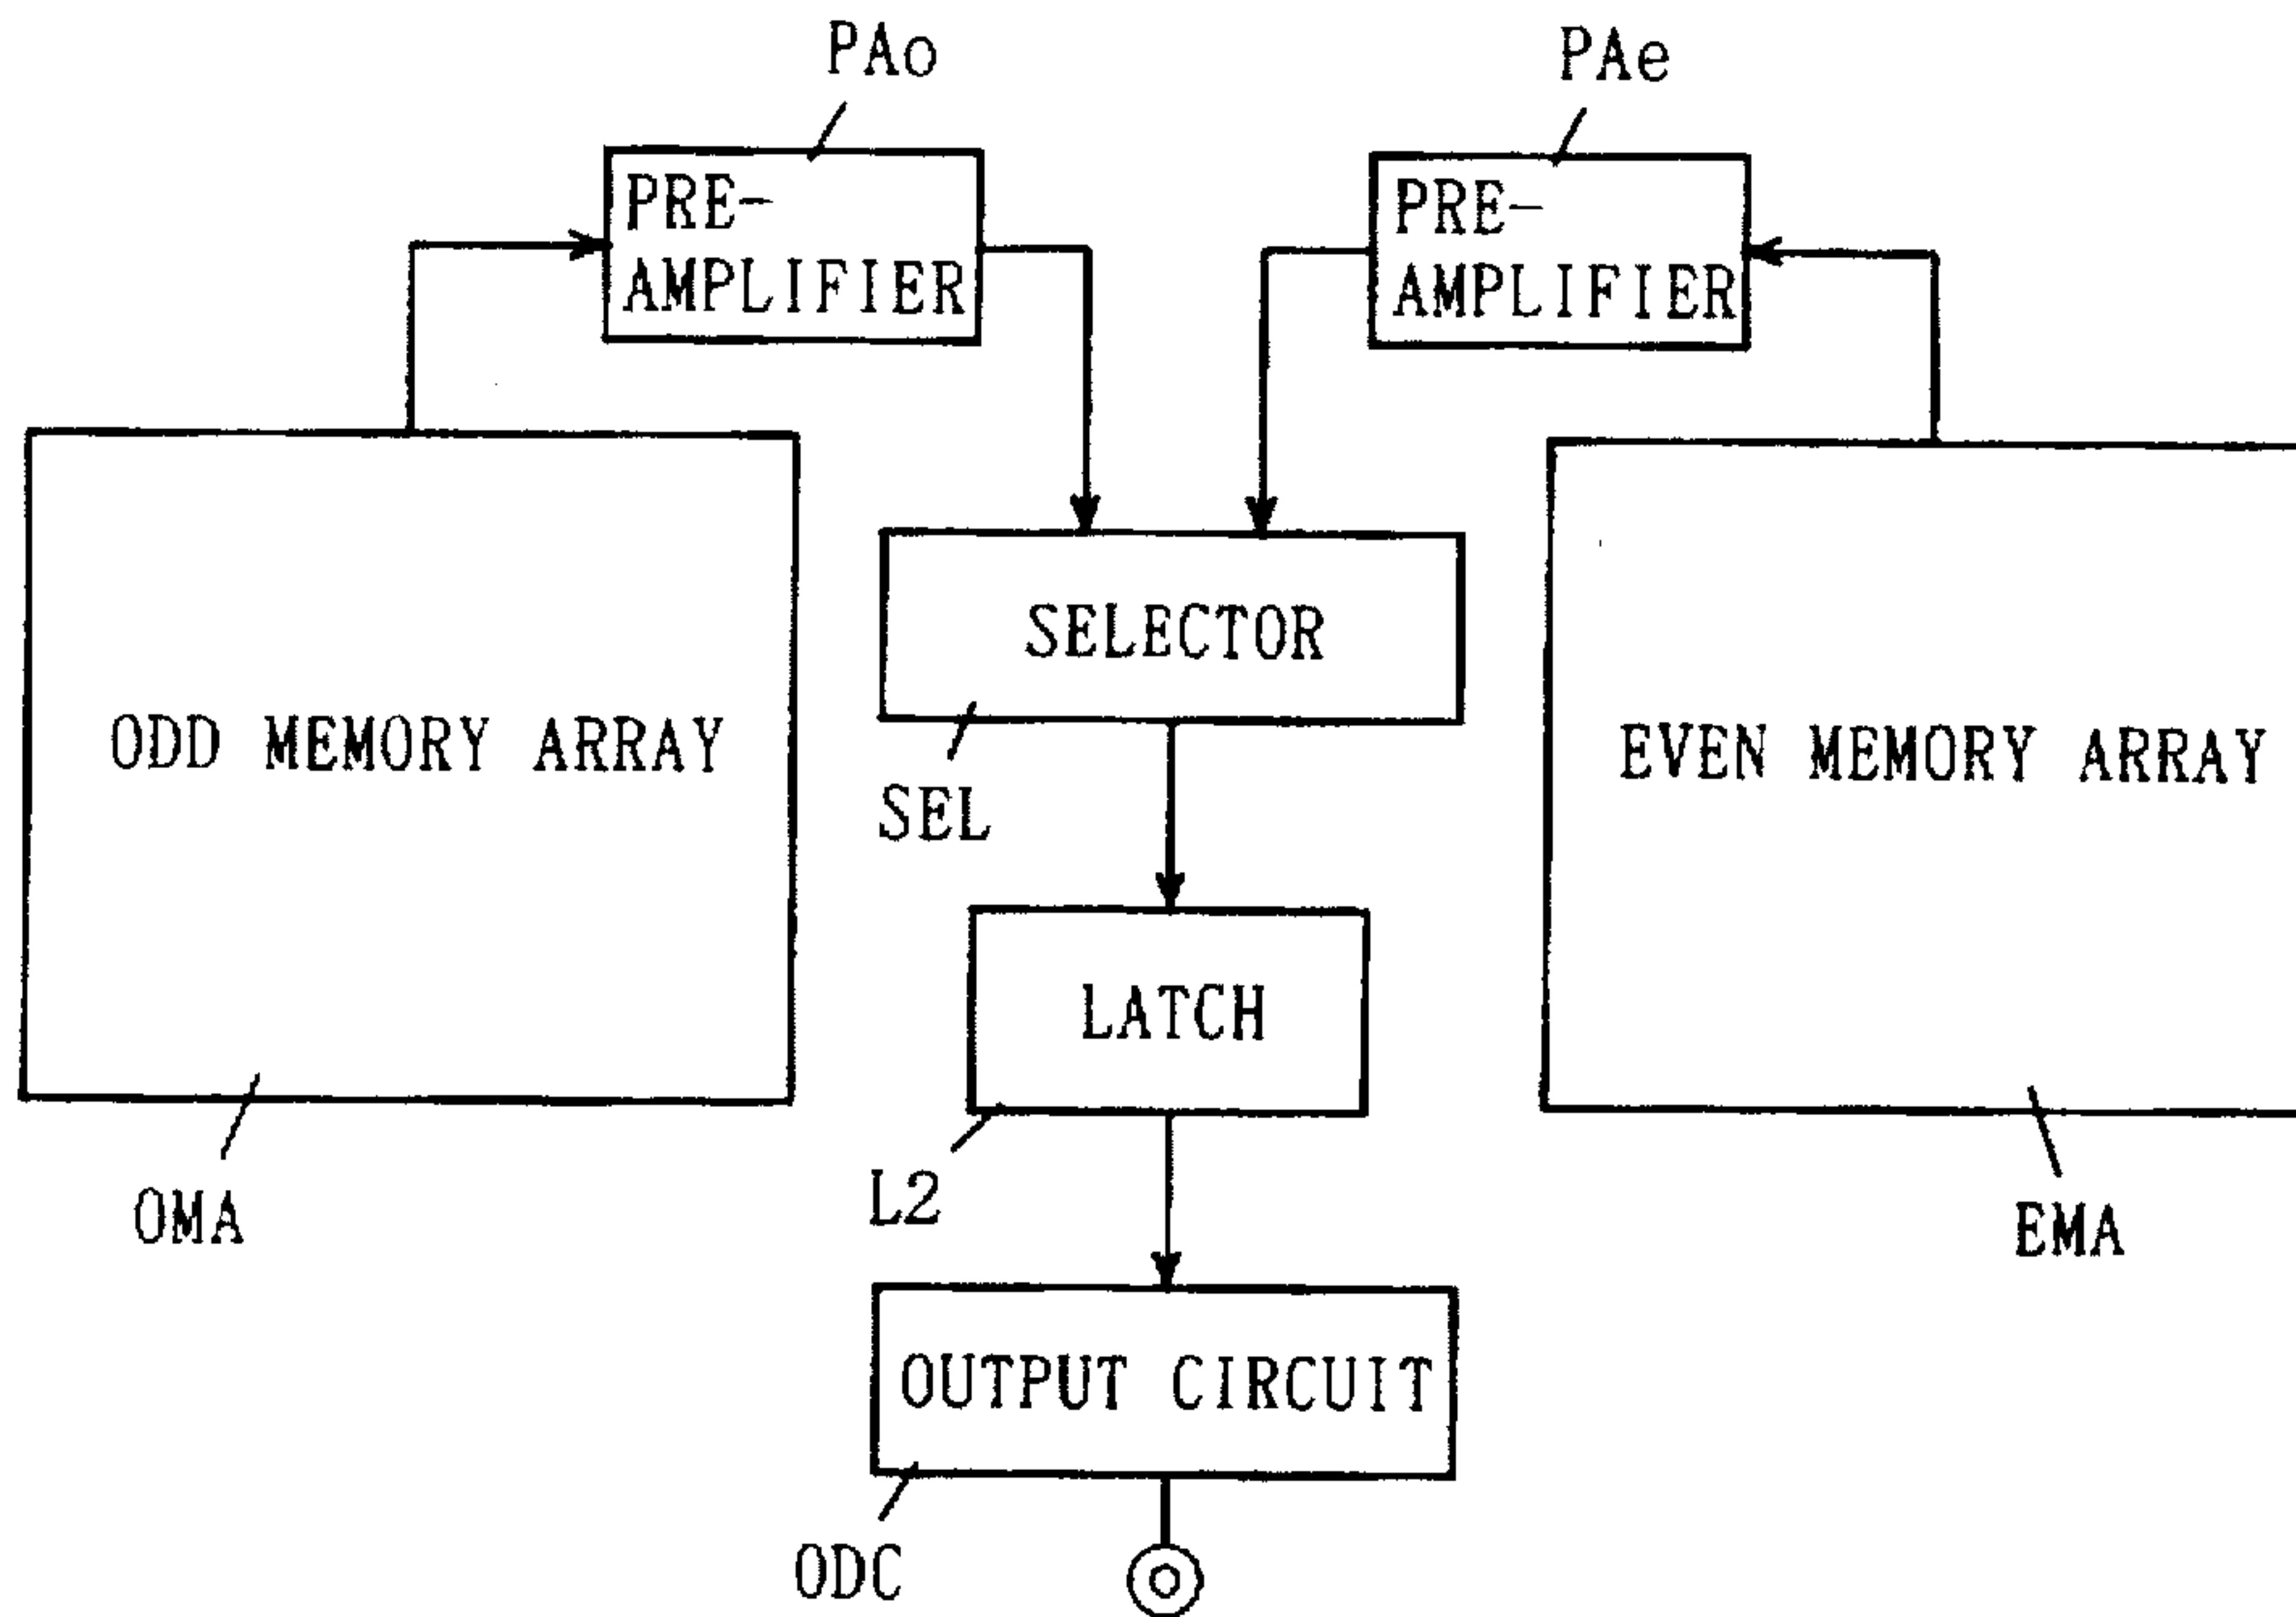 PAo
PAe
PRE-
AMPLIFIER
PRE-
AMPLIFIER
SELECTOR
ODD MEMORY ARRAY
EVEN MEMORY ARRAY
SEL
LATCH
L2
OMA
EMA
OUTPUT CIRCUIT
ODC